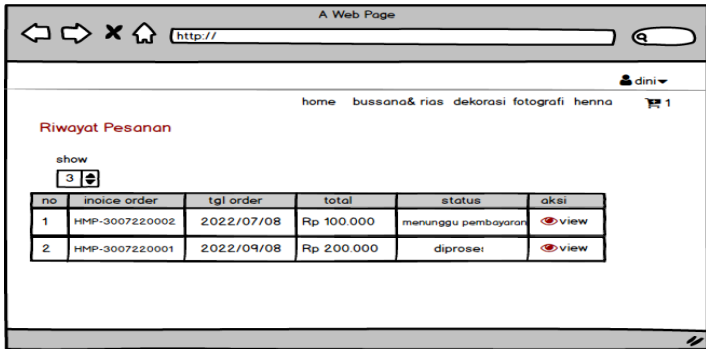 A Web Page
http://
dini
home bussana& rias dekorasi fotografi henna 1
Riwayat Pesanan
show
3
no inoice order tgl order total status aksi
1 HMP-3007220002 2022/07/08 Rp 100.000 menunggu pembayaran view
2 HMP-3007220001 2022/09/08 Rp 200.000 diproses view